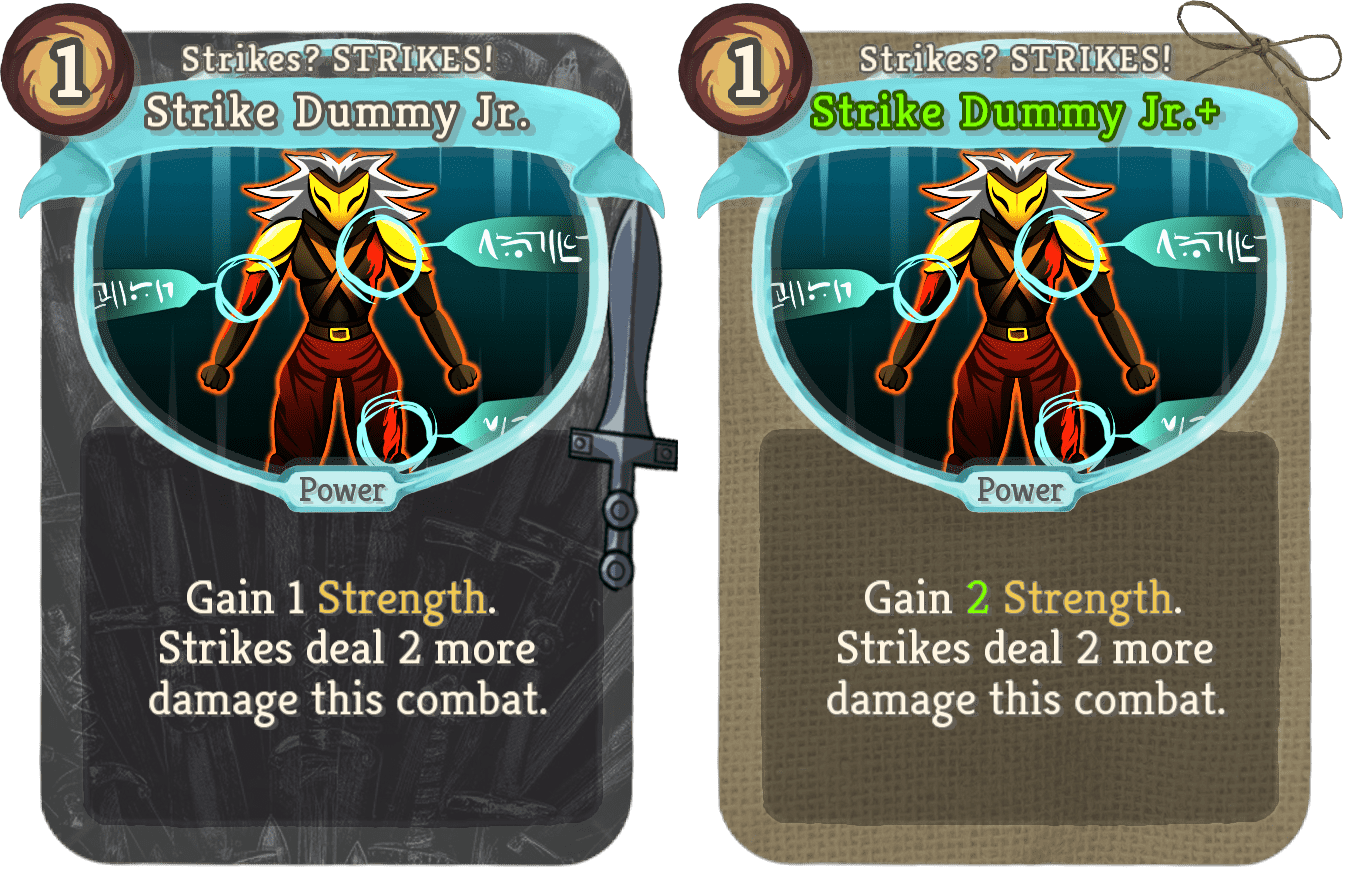 1
Strikes? STRIKES!
Strike Dummy Jr.
Power
Gain 1 Strength.
Strikes deal 2 more
damage this combat.
1
Strikes? STRIKES!
Strike Dummy Jr.+
Power
Gain 2 Strength.
Strikes deal 2 more
damage this combat.